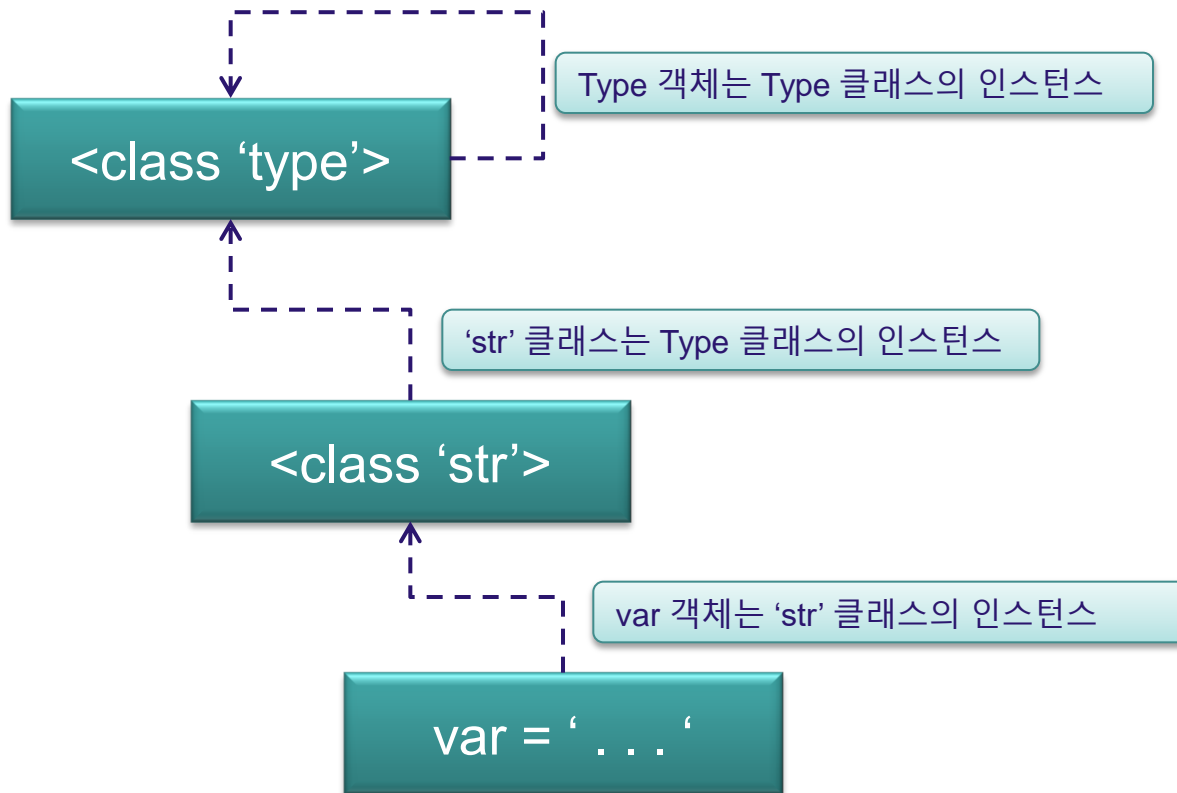 Type 객체는 Type 클래스의 인스턴스
<class ‘type’>
‘str’ 클래스는 Type 클래스의 인스턴스
<class ‘str’>
var 객체는 ‘str’ 클래스의 인스턴스
var = ‘ . . . ‘